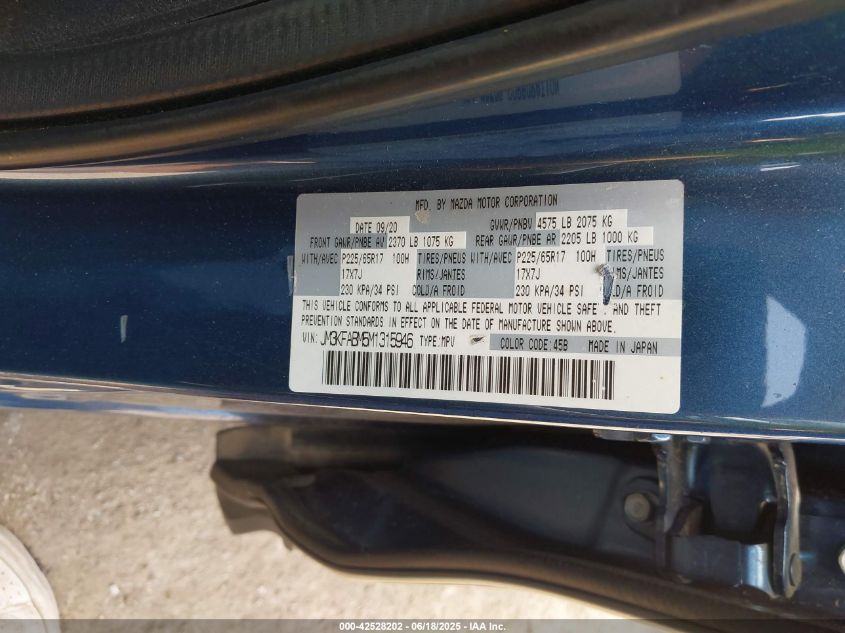 MFD. BY MAZDA MOTOR CORPORATION
DATE 09/20 GVWR/PNBV 4575 LB 2075 KG
FRONT GAWR/PNBE AV 2370 LB 1075 KG REAR GAWR/PNBE AR 2205 LB 1000 KG
WITH/AVEC P225/65R17 100H TIRES/PNEUS WITH/AVEC P225/65R17 100H TIRES/PNEUS
17X7J RIMS/JANTES 17X7J RIMS/JANTES
230 KPA/34 PSI COLD/A FROID 230 KPA/34 PSI COLD/A FROID
THIS VEHICLE CONFORMS TO ALL APPLICABLE FEDERAL MOTOR VEHICLE SAFE . AND THEFT
PREVENTION STANDARDS IN EFFECT ON THE DATE OF MANUFACTURE SHOWN ABOVE.
VIN: JM3KFABM5M1315946 TYPE: MPV COLOR CODE: 45B MADE IN JAPAN
000-42528202 - 06/18/2025 - IAA Inc.